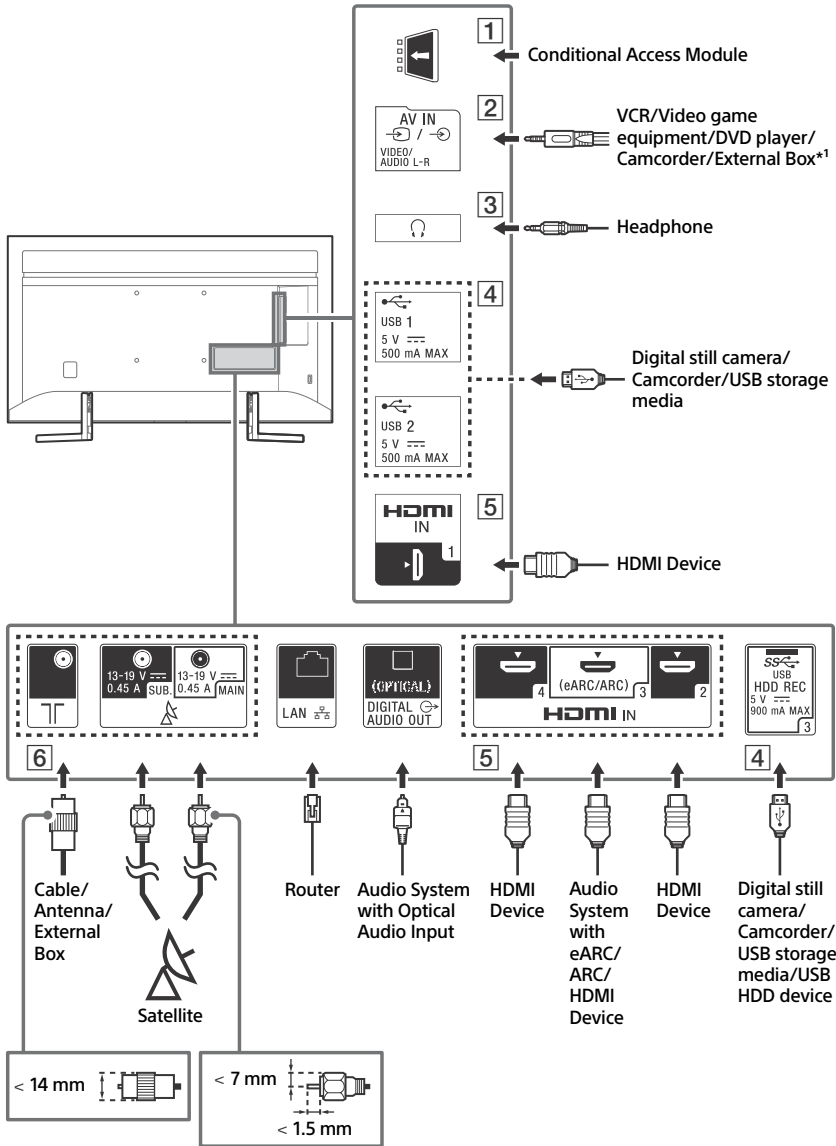 1
Conditional Access Module
2
AV IN
/
VIDEO/
AUDIO L-R
VCR/Video game
equipment/DVD player/
Camcorder/External Box*1
3
Headphone
4
USB 1
5 V
500 mA MAX
USB 2
5 V
500 mA MAX
Digital still camera/
Camcorder/USB storage
media
5
HDMI
IN
1
HDMI Device
13-19 V
0.45 A
SUB.
13-19 V
0.45 A
MAIN
LAN
(OPTICAL)
DIGITAL
AUDIO OUT
4
(eARC/ARC)
3
2
HDMI IN
SS
USB
HDD REC
5 V
900 mA MAX
3
6
5
4
Cable/
Antenna/
External
Box
Satellite
Router
Audio System
with Optical
Audio Input
HDMI
Device
Audio
System
with
eARC/
ARC/
HDMI
Device
HDMI
Device
Digital still
camera/
Camcorder/
USB storage
media/USB
HDD device
< 14 mm
< 7 mm
< 1.5 mm